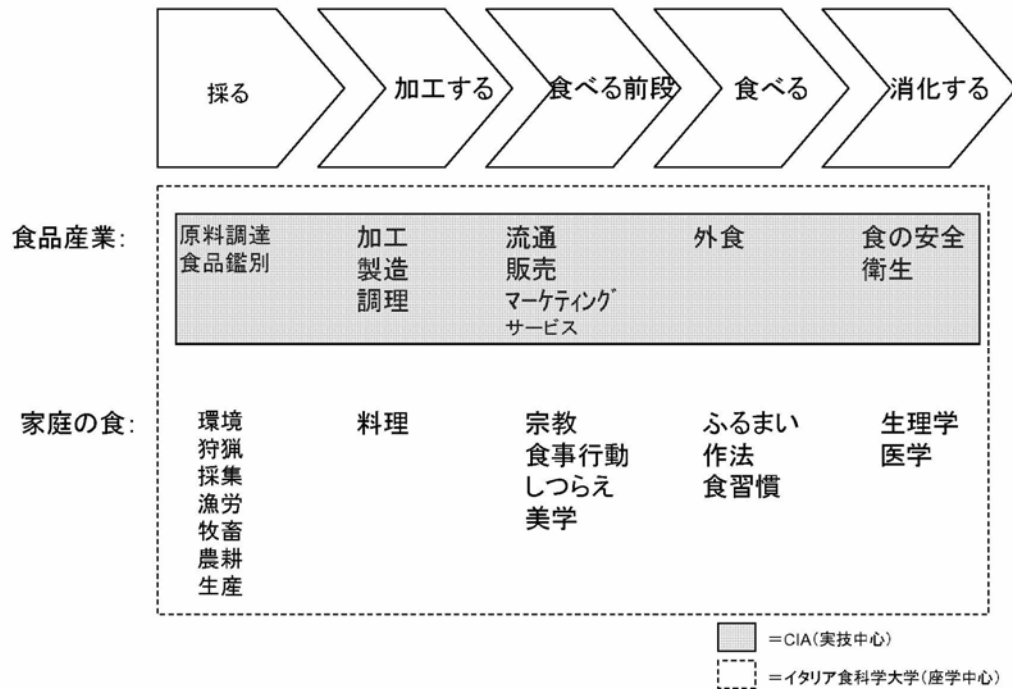 採る
加工する
食べる前段
食べる
消化する
食品産業:
原料調達
食品鑑別
加工
製造
調理
流通
販売
マーケティング
サービス
外食
食の安全
衛生
家庭の食:
環境
狩猟
採集
漁労
牧畜
農耕
生産
料理
宗教
食事行動
しつらえ
美学
ふるまい
作法
食習慣
生理学
医学
=CIA(実技中心)
=イタリア食科学大学(座学中心)